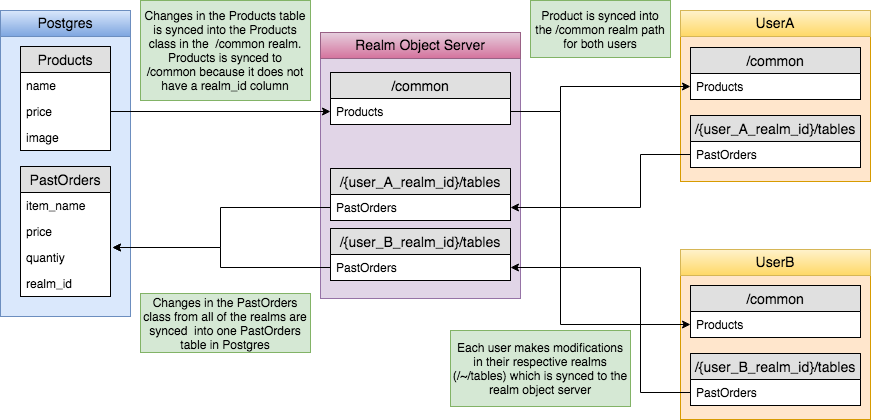 Postgres
Products
name
price
image
PastOrders
item_name
price
quantiy
realm_id
Changes in the Products table
is synced into the Products
class in the  /common realm.
Products is synced to
/common because it does not
have a realm_id column
Changes in the PastOrders
class from all of the realms are
synced  into one PastOrders
table in Postgres
Realm Object Server
/common
Products
/{user_A_realm_id}/tables
PastOrders
/{user_B_realm_id}/tables
PastOrders
Product is synced into
the /common realm path
for both users
Each user makes modifications
in their respective realms
(/~/tables) which is synced to the
realm object server
UserA
/common
Products
/{user_A_realm_id}/tables
PastOrders
UserB
/common
Products
/{user_B_realm_id}/tables
PastOrders